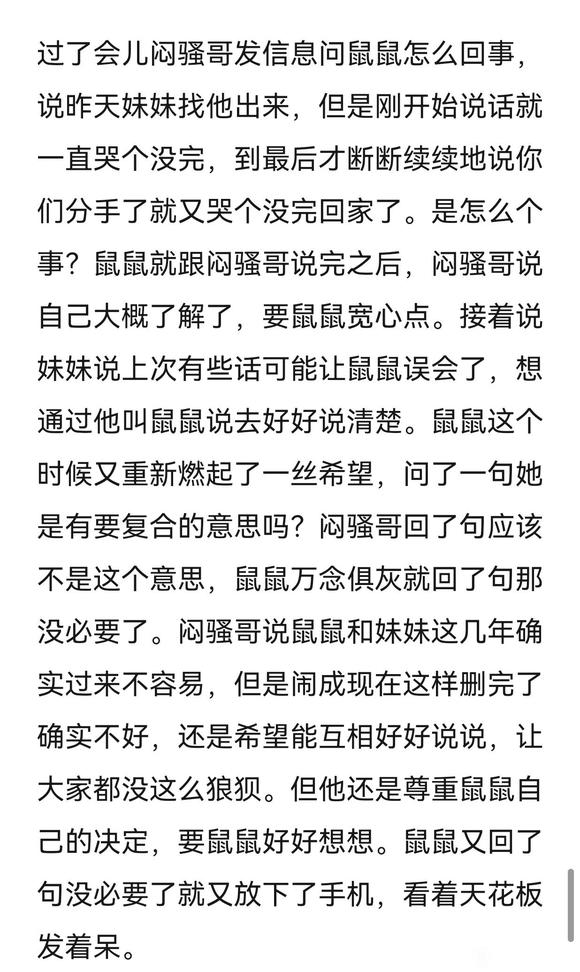 过了会儿闷骚哥发信息问鼠鼠怎么回事，
说昨天妹妹找他出来，但是刚开始说话就
一直哭个没完，到最后才断断续续地说你
们分手了就又哭个没完回家了。是怎么个
事？鼠鼠就跟闷骚哥说完之后，闷骚哥说
自己大概了解了，要鼠鼠宽心点。接着说
妹妹说上次有些话可能让鼠鼠误会了，想
通过他叫鼠鼠说去好好说清楚。鼠鼠这个
时候又重新燃起了一丝希望，问了一句她
是有要复合的意思吗？闷骚哥回了句应该
不是这个意思，鼠鼠万念俱灰就回了句那
没必要了。闷骚哥说鼠鼠和妹妹这几年确
实过来不容易，但是闹成现在这样删完了
确实不好，还是希望能互相好好说说，让
大家都没这么狼狈。但他还是尊重鼠鼠自
己的决定，要鼠鼠好好想想。鼠鼠又回了
句没必要了就又放下了手机，看着天花板
发着呆。